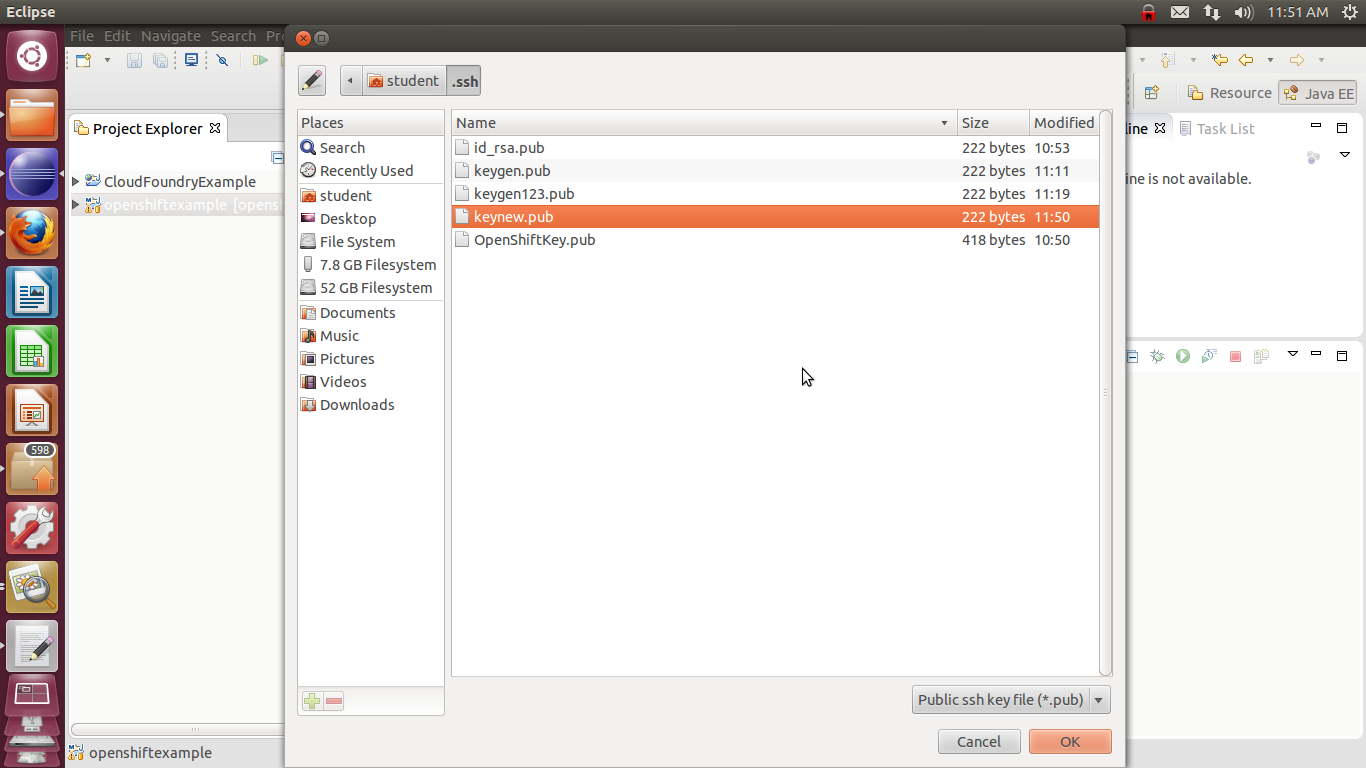 Eclipse
11:51 AM
File Edit Navigate Search Pr
student .ssh
Resource Java EE
Project Explorer
Places
Name Size Modified
line Task List
Search
id_rsa.pub 222 bytes 10:53
CloudFoundryExample
Recently Used
keygen.pub 222 bytes 11:11
ine is not available.
openshiftexample [opensh
student
keygen123.pub 222 bytes 11:19
Desktop
keynew.pub 222 bytes 11:50
File System
OpenShiftKey.pub 418 bytes 10:50
7.8 GB Filesystem
52 GB Filesystem
Documents
Music
Pictures
Videos
Downloads
598
Public ssh key file (*.pub)
Cancel OK
openshiftexample